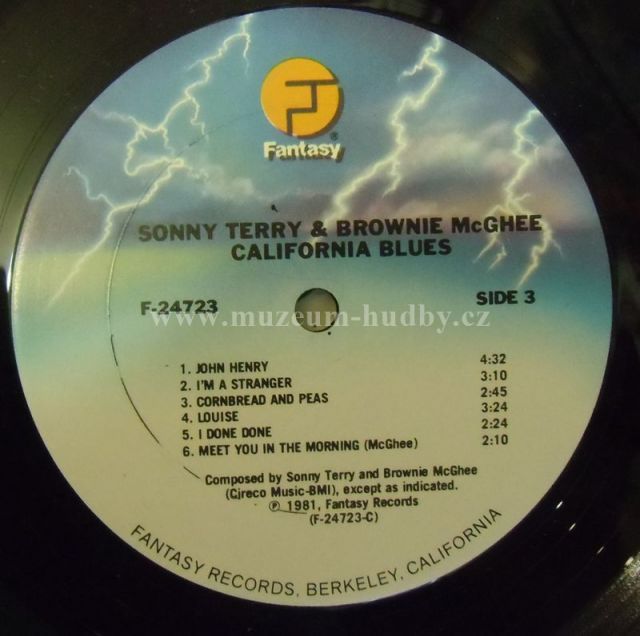 Fantasy®
SONNY TERRY & BROWNIE McGHEE
CALIFORNIA BLUES
F-24723
SIDE 3
www.muzeum-hudby.cz
1. JOHN HENRY 4:32
2. I'M A STRANGER 3:10
3. CORNBREAD AND PEAS 2:45
4. LOUISE 3:24
5. I DONE DONE 2:24
6. MEET YOU IN THE MORNING (McGhee) 2:10
Composed by Sonny Terry and Brownie McGhee
(Cireco Music-BMI), except as indicated.
℗ 1981, Fantasy Records
(F-24723-C)
FANTASY RECORDS, BERKELEY, CALIFORNIA